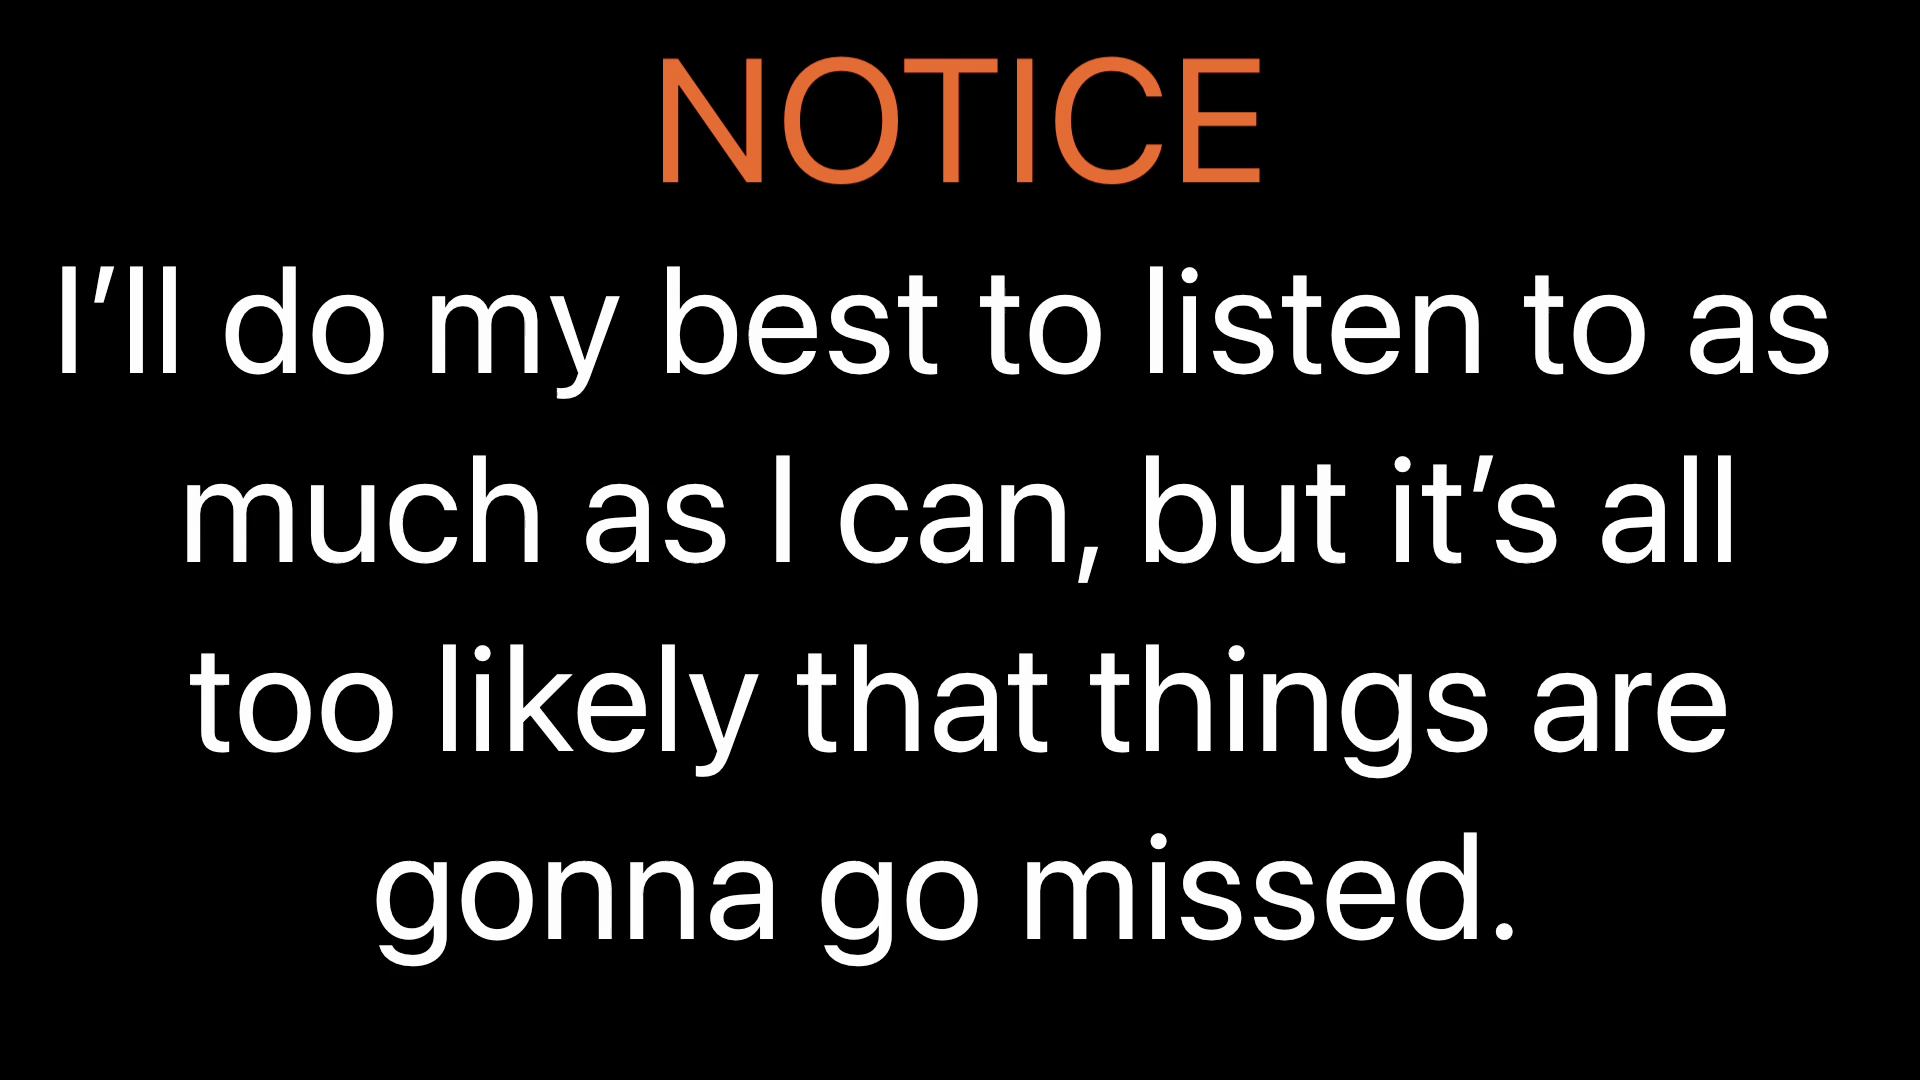 NOTICE
I’ll do my best to listen to as
much as I can, but it’s all
too likely that things are
gonna go missed.